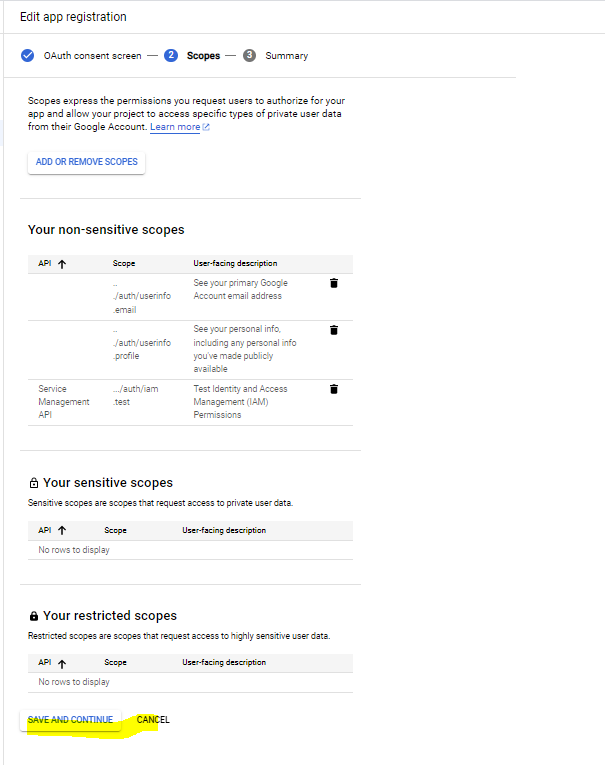 Edit app registration
OAuth consent screen — 2 Scopes — 3 Summary
Scopes express the permissions you request users to authorize for your
app and allow your project to access specific types of private user data
from their Google Account. Learn more
ADD OR REMOVE SCOPES
Your non-sensitive scopes
API Scope User-facing description
.. See your primary Google
./auth/userinfo Account email address
.email
.. See your personal info,
./auth/userinfo including any personal info
.profile you've made publicly
available
Service .../auth/iam Test Identity and Access
Management .test Management (IAM)
API Permissions
Your sensitive scopes
Sensitive scopes are scopes that request access to private user data.
API Scope User-facing description
No rows to display
Your restricted scopes
Restricted scopes are scopes that request access to highly sensitive user data.
API Scope User-facing description
No rows to display
SAVE AND CONTINUE CANCEL